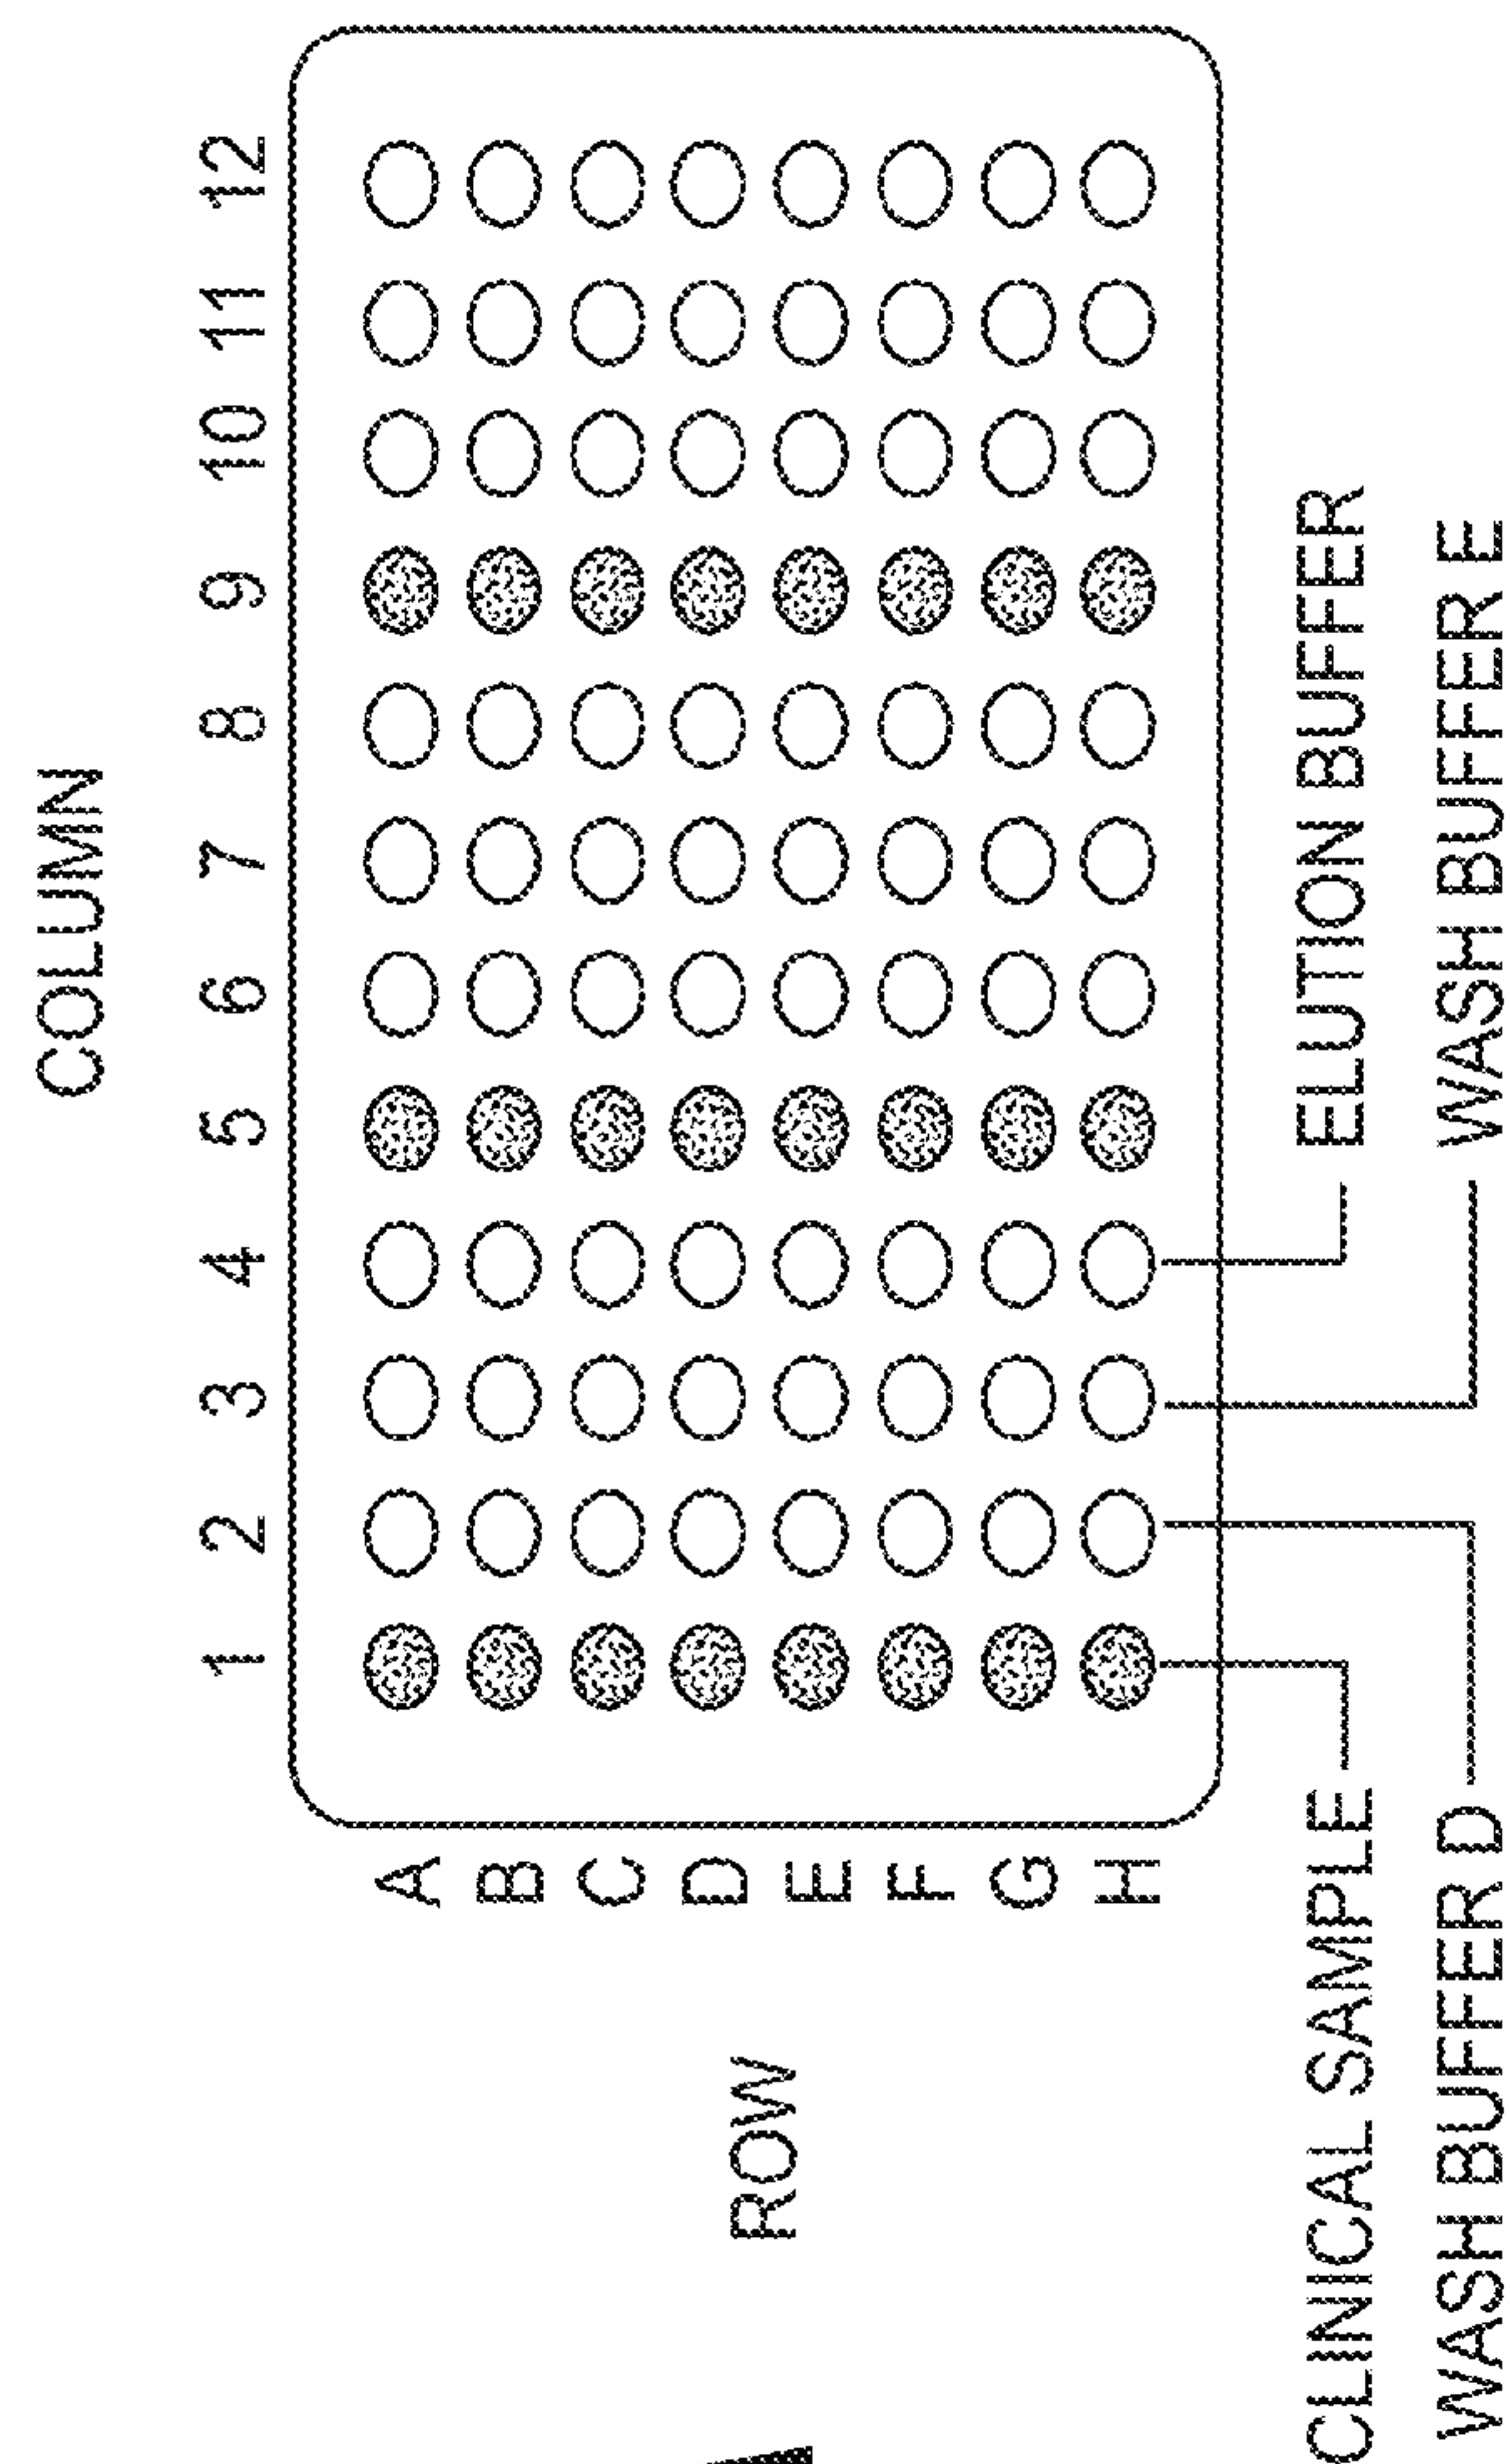 COLUMN
1 2 3 4 5 6 7 8 9 10 11 12
A
B
C
D
E
F
G
H
ROW
CLINICAL SAMPLE
ELUTION BUFFER
WASH BUFFER D
WASH BUFFER E